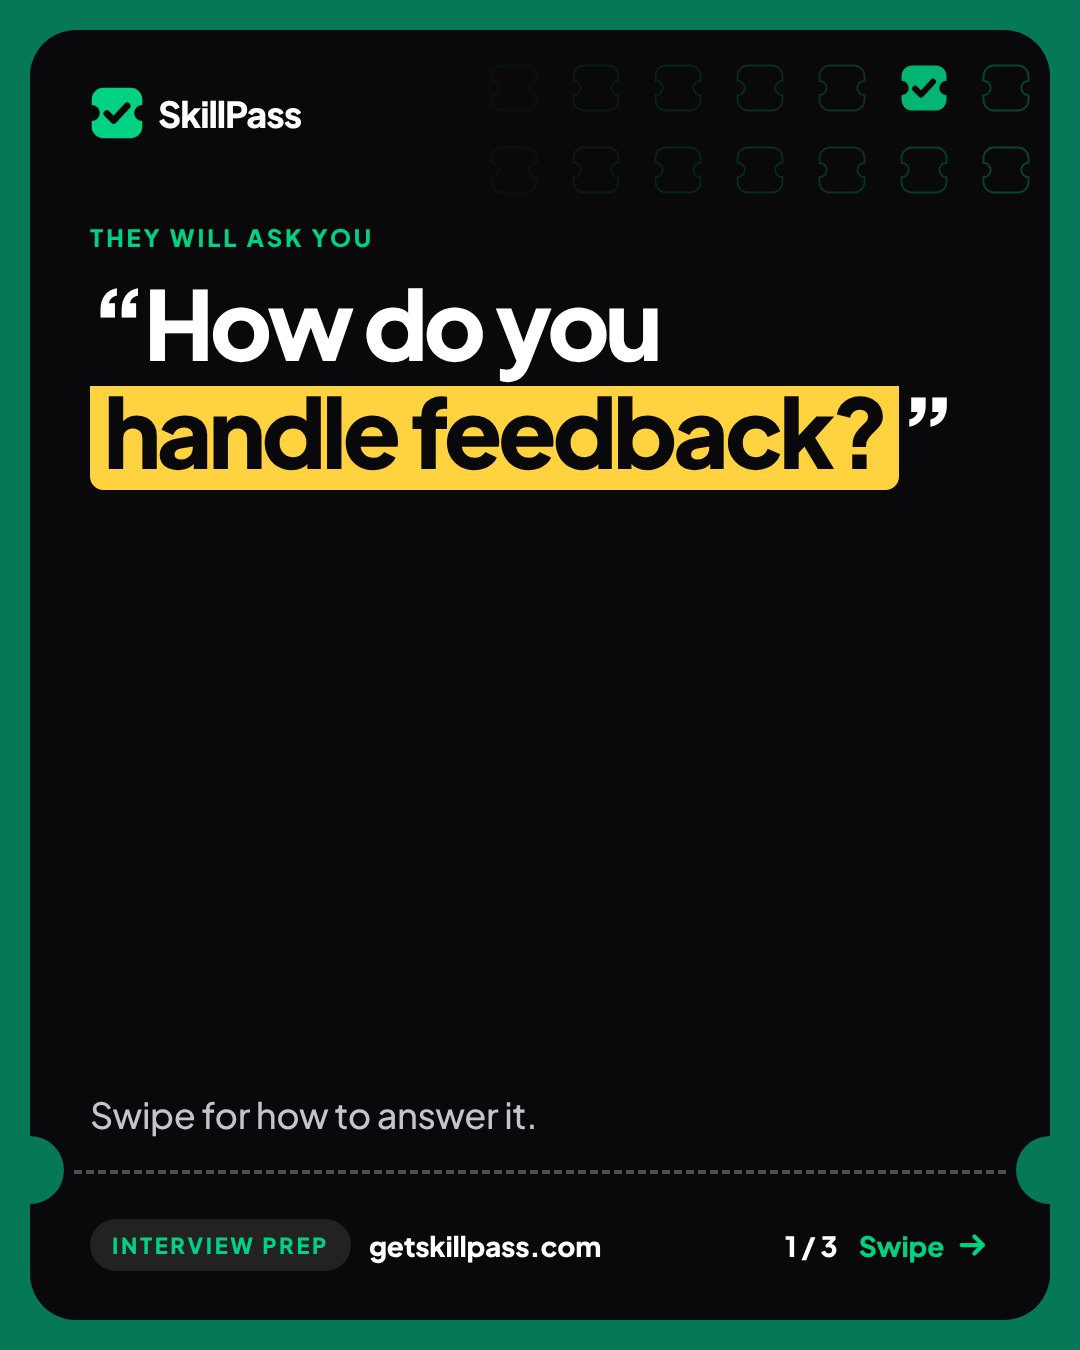 SkillPass
THEY WILL ASK YOU
“How do you
handle feedback?”
Swipe for how to answer it.
INTERVIEW PREP getskillpass.com 1 / 3 Swipe →